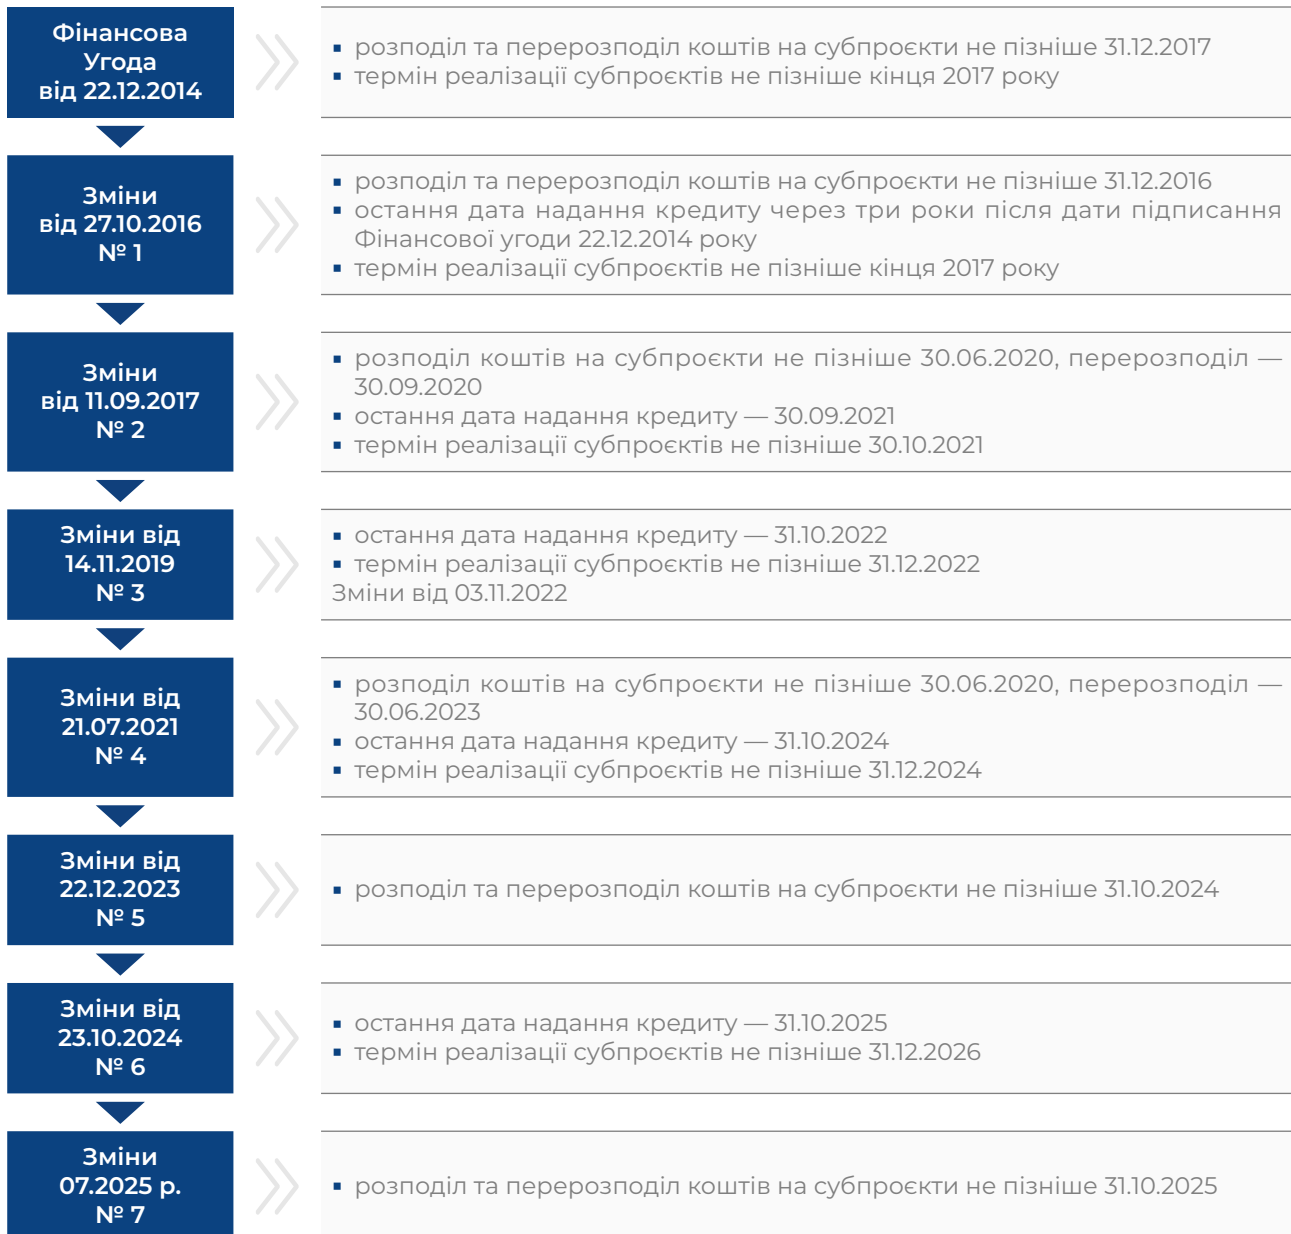 Фінансова
Угода
від 22.12.2014
▪ розподіл та перерозподіл коштів на субпроєкти не пізніше 31.12.2017
▪ термін реалізації субпроєктів не пізніше кінця 2017 року
Зміни
від 27.10.2016
№ 1
▪ розподіл та перерозподіл коштів на субпроєкти не пізніше 31.12.2016
▪ остання дата надання кредиту через три роки після дати підписання
Фінансової угоди 22.12.2014 року
▪ термін реалізації субпроєктів не пізніше кінця 2017 року
Зміни
від 11.09.2017
№ 2
▪ розподіл коштів на субпроєкти не пізніше 30.06.2020, перерозподіл —
30.09.2020
▪ остання дата надання кредиту — 30.09.2021
▪ термін реалізації субпроєктів не пізніше 30.10.2021
Зміни від
14.11.2019
№ 3
▪ остання дата надання кредиту — 31.10.2022
▪ термін реалізації субпроєктів не пізніше 31.12.2022
Зміни від 03.11.2022
Зміни від
21.07.2021
№ 4
▪ розподіл коштів на субпроєкти не пізніше 30.06.2020, перерозподіл —
30.06.2023
▪ остання дата надання кредиту — 31.10.2024
▪ термін реалізації субпроєктів не пізніше 31.12.2024
Зміни від
22.12.2023
№ 5
▪ розподіл та перерозподіл коштів на субпроєкти не пізніше 31.10.2024
Зміни від
23.10.2024
№ 6
▪ остання дата надання кредиту — 31.10.2025
▪ термін реалізації субпроєктів не пізніше 31.12.2026
Зміни
07.2025 р.
№ 7
▪ розподіл та перерозподіл коштів на субпроєкти не пізніше 31.10.2025